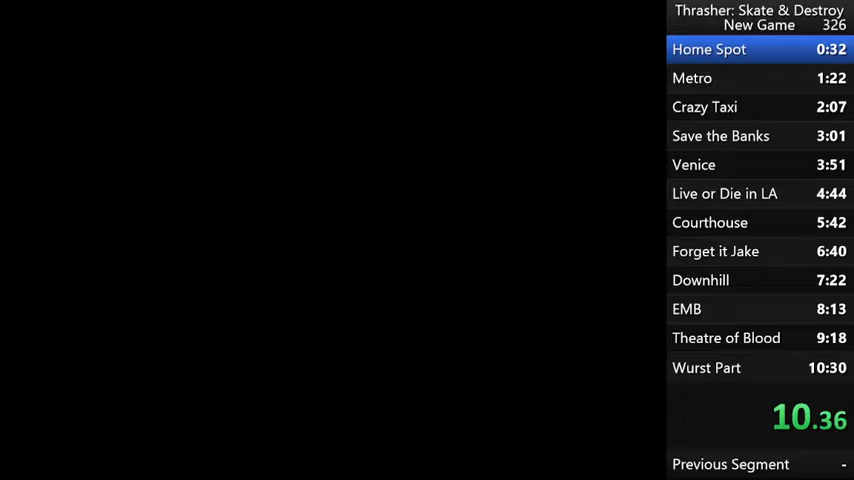 Thrasher: Skate & Destroy
New Game 326
Home Spot 0:32
Metro 1:22
Crazy Taxi 2:07
Save the Banks 3:01
Venice 3:51
Live or Die in LA 4:44
Courthouse 5:42
Forget it Jake 6:40
Downhill 7:22
EMB 8:13
Theatre of Blood 9:18
Wurst Part 10:30
10.36
Previous Segment -